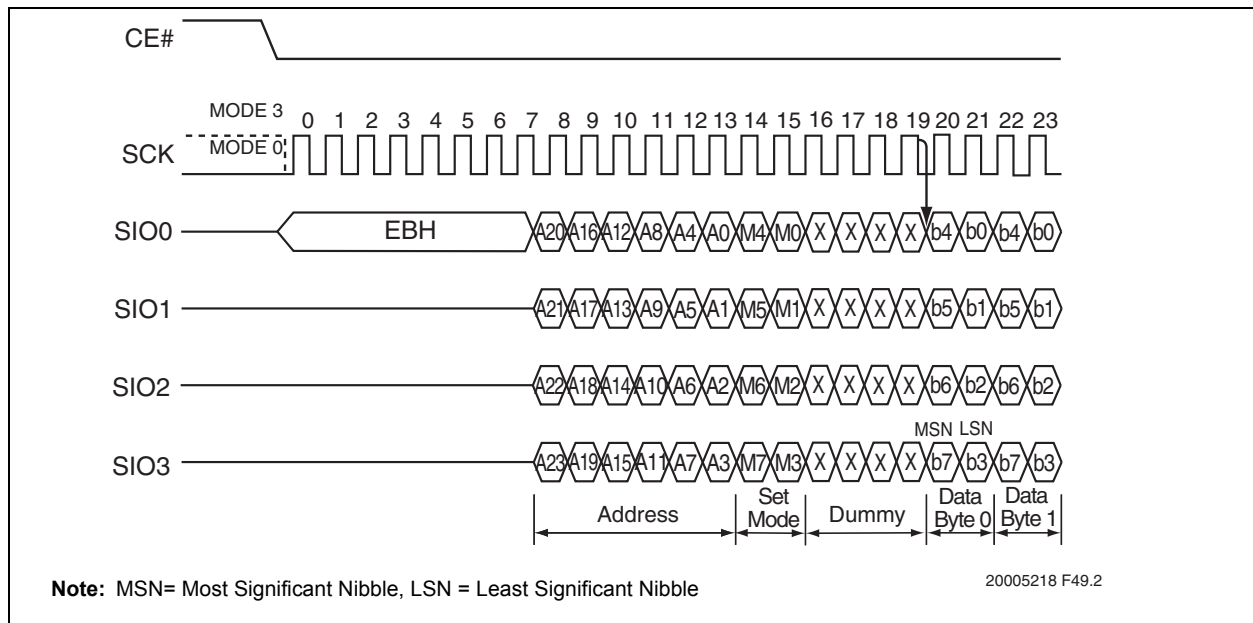 CE#
MODE 3
0 1 2 3 4 5 6 7 8 9 10 11 12 13 14 15 16 17 18 19 20 21 22 23
SCK
MODE 0
SIO0 EBH A20 A16 A12 A8 A4 A0 M4 M0 X X X X b4 b0 b4 b0
SIO1 A21 A17 A13 A9 A5 A1 M5 M1 X X X X b5 b1 b5 b1
SIO2 A22 A18 A14 A10 A6 A2 M6 M2 X X X X b6 b2 b6 b2
MSN LSN
SIO3 A23 A19 A15 A11 A7 A3 M7 M3 X X X X b7 b3 b7 b3
Address
Set
Mode
Dummy
Data
Byte 0
Data
Byte 1
Note: MSN= Most Significant Nibble, LSN = Least Significant Nibble
20005218 F49.2